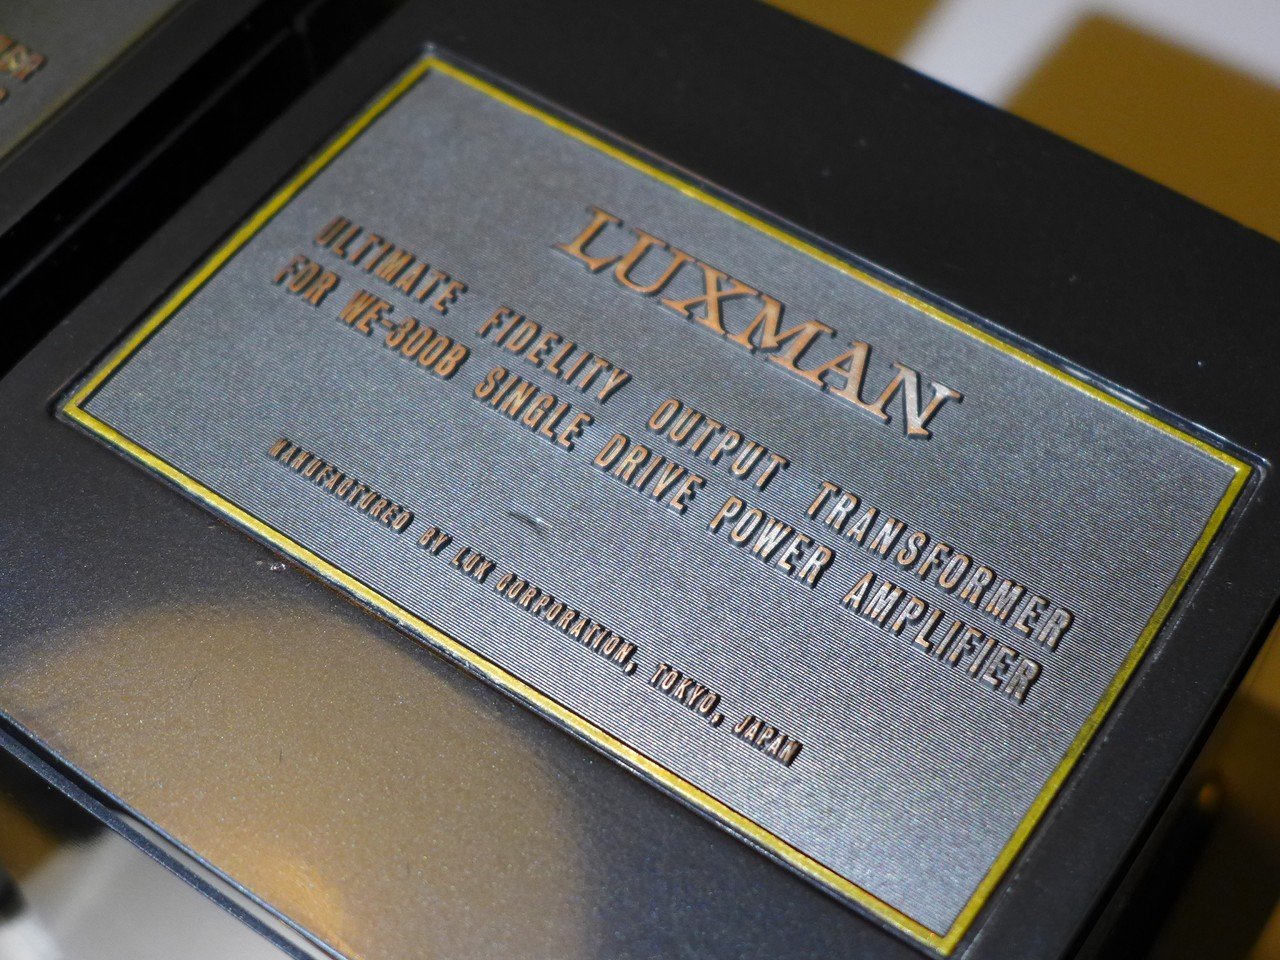 LUXMAN
ULTIMATE FIDELITY OUTPUT TRANSFORMER
FOR WE-300B SINGLE DRIVE POWER AMPLIFIER
MANUFACTURED BY LUX CORPORATION, TOKYO, JAPAN